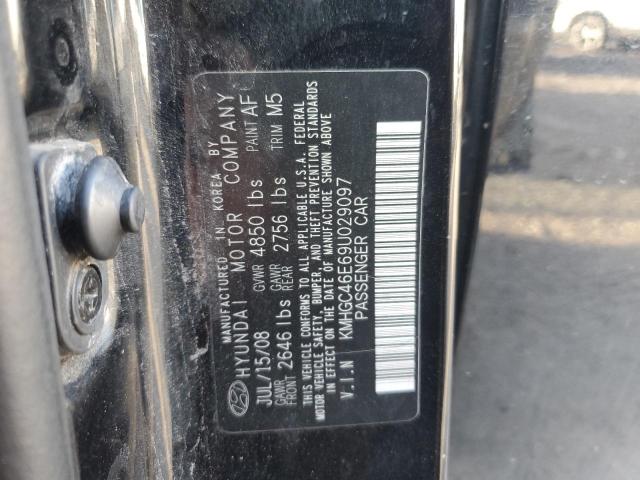 MANUFACTURED IN KOREA BY
HYUNDAI MOTOR COMPANY
JUL/15/08 GVWR 4850 lbs PAINT AF
GAWR FRONT 2646 lbs GAWR REAR 2756 lbs TRIM M5
THIS VEHICLE CONFORMS TO ALL APPLICABLE U.S.A. FEDERAL
MOTOR VEHICLE SAFETY, BUMPER, AND THEFT PREVENTION STANDARDS
IN EFFECT ON THE DATE OF MANUFACTURE SHOWN ABOVE
V.I.N KMHGC46E69U029097
PASSENGER CAR